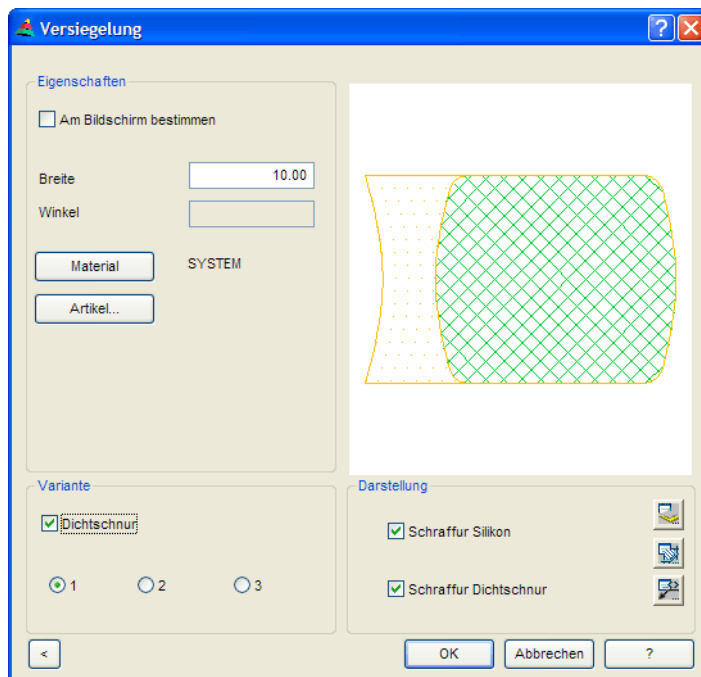 Versiegelung
Eigenschaften
Am Bildschirm bestimmen
Breite 10.00
Winkel
Material SYSTEM
Artikel...
Variante
Dichtschnur
1 2 3
Darstellung
Schraffur Silikon
Schraffur Dichtschnur
< OK Abbrechen ?